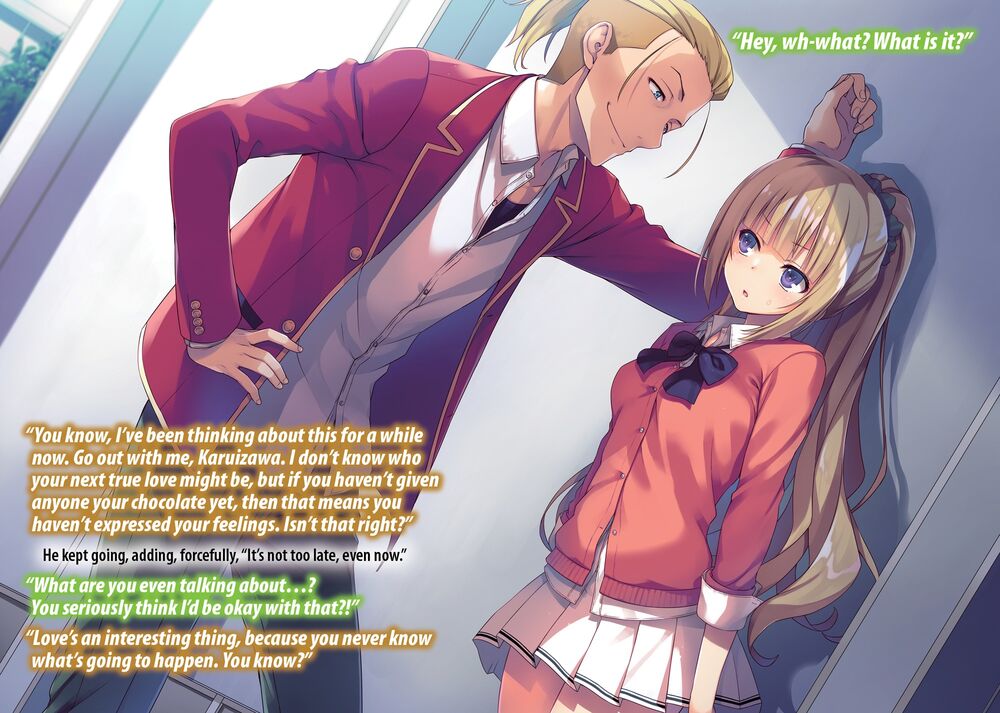 “Hey, wh-what? What is it?”
“You know, I’ve been thinking about this for a while
now. Go out with me, Karuizawa. I don’t know who
your next true love might be, but if you haven’t given
anyone your chocolate yet, then that means you
haven’t expressed your feelings. Isn’t that right?”
He kept going, adding, forcefully, “It’s not too late, even now.”
“What are you even talking about…?
You seriously think I’d be okay with that?!”
“Love’s an interesting thing, because you never know
what’s going to happen. You know?”